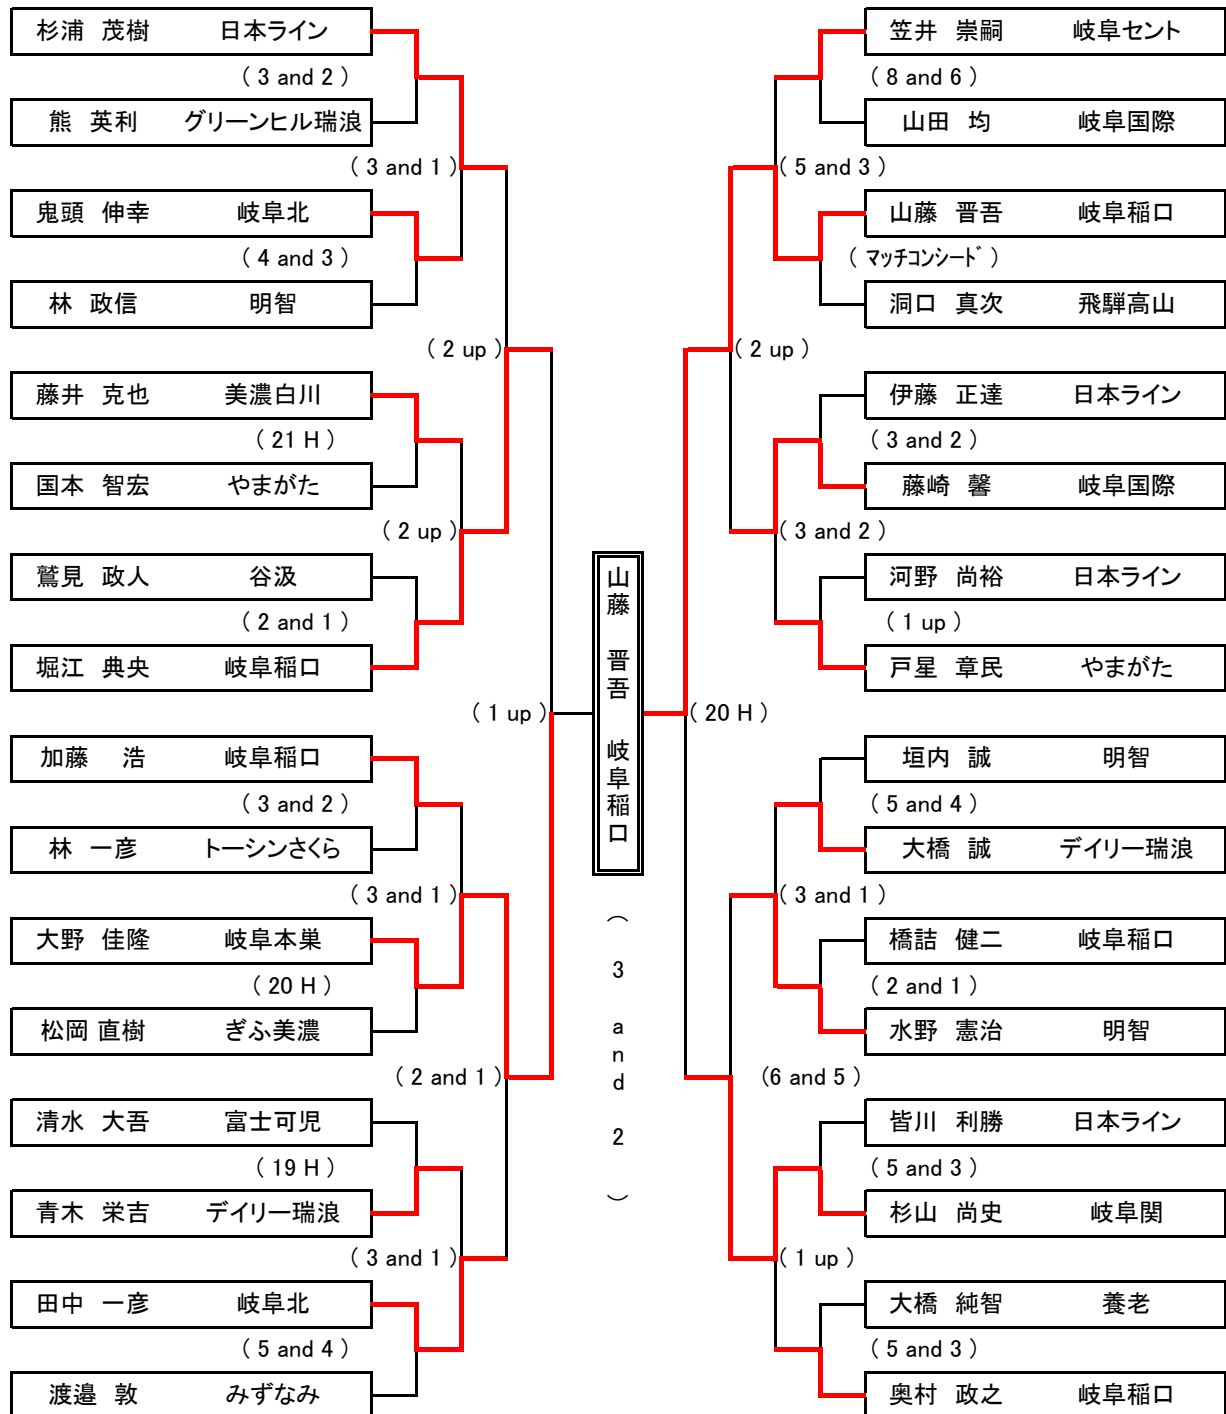 杉浦 茂樹 日本ライン
( 3 and 2 )
熊 英利 グリーンヒル瑞浪
( 3 and 1 )
鬼頭 伸幸 岐阜北
( 4 and 3 )
林 政信 明智
( 2 up )
藤井 克也 美濃白川
( 21 H )
国本 智宏 やまがた
( 2 up )
鷲見 政人 谷汲
( 2 and 1 )
堀江 典央 岐阜稲口
( 1 up )
加藤 浩 岐阜稲口
( 3 and 2 )
林 一彦 トーシンさくら
( 3 and 1 )
大野 佳隆 岐阜本巣
( 20 H )
松岡 直樹 ぎふ美濃
( 2 and 1 )
清水 大吾 富士可児
( 19 H )
青木 栄吉 デイリー瑞浪
( 3 and 1 )
田中 一彦 岐阜北
( 5 and 4 )
渡邉 敦 みずなみ
山藤 晋吾 岐阜稲口
( 3 and 2 )
笠井 崇嗣 岐阜セント
( 8 and 6 )
山田 均 岐阜国際
( 5 and 3 )
山藤 晋吾 岐阜稲口
( マッチコンシード )
洞口 真次 飛騨高山
( 2 up )
伊藤 正達 日本ライン
( 3 and 2 )
藤崎 馨 岐阜国際
( 3 and 2 )
河野 尚裕 日本ライン
( 1 up )
戸星 章民 やまがた
( 20 H )
垣内 誠 明智
( 5 and 4 )
大橋 誠 デイリー瑞浪
( 3 and 1 )
橋詰 健二 岐阜稲口
( 2 and 1 )
水野 憲治 明智
(6 and 5 )
皆川 利勝 日本ライン
( 5 and 3 )
杉山 尚史 岐阜関
( 1 up )
大橋 純智 養老
( 5 and 3 )
奥村 政之 岐阜稲口